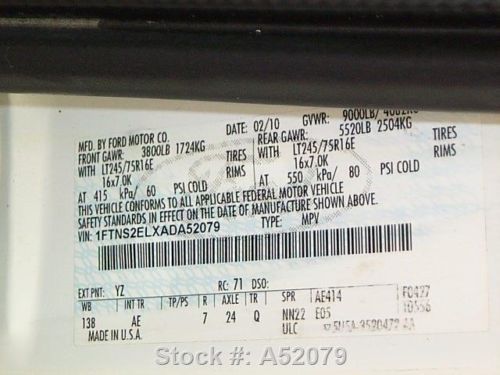 MFD. BY FORD MOTOR CO.
DATE: 02/10 GVWR: 9000LB/
FRONT GAWR: 3800LB 1724KG
REAR GAWR: 5520LB 2504KG
WITH LT245/75R16E TIRES
WITH LT245/75R16E TIRES
16x7.0K RIMS
16x7.0K RIMS
AT 415 kPa/ 60 PSI COLD
AT 550 kPa/ 80 PSI COLD
THIS VEHICLE CONFORMS TO ALL APPLICABLE FEDERAL MOTOR VEHICLE
SAFETY STANDARDS IN EFFECT ON THE DATE OF MANUFACTURE SHOWN ABOVE.
VIN: 1FTNS2ELXADA52079 TYPE: MPV
EXT PNT: YZ RC: 71 DSO:
WB INT TR TP/PS R AXLE TR SPR AE414 F0427
138 AE 7 24 Q NN22 E05
MADE IN U.S.A. ULC
Stock #: A52079